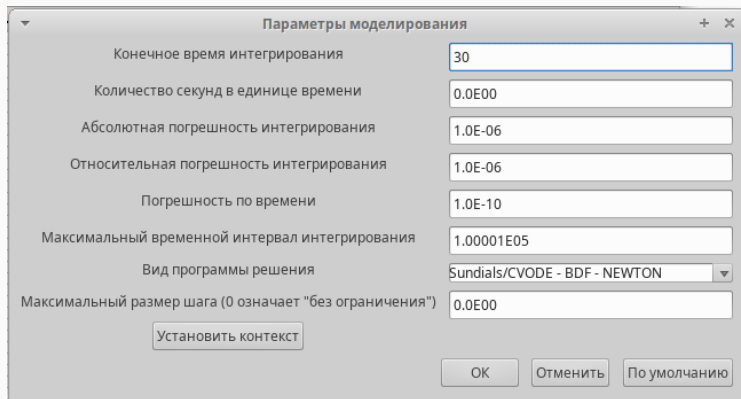 Параметры моделирования
Конечное время интегрирования 30
Количество секунд в единице времени 0.0E00
Абсолютная погрешность интегрирования 1.0E-06
Относительная погрешность интегрирования 1.0E-06
Погрешность по времени 1.0E-10
Максимальный временной интервал интегрирования 1.00001E05
Вид программы решения Sundials/CVODE - BDF - NEWTON
Максимальный размер шага (0 означает "без ограничения") 0.0E00
Установить контекст
ОК Отменить По умолчанию